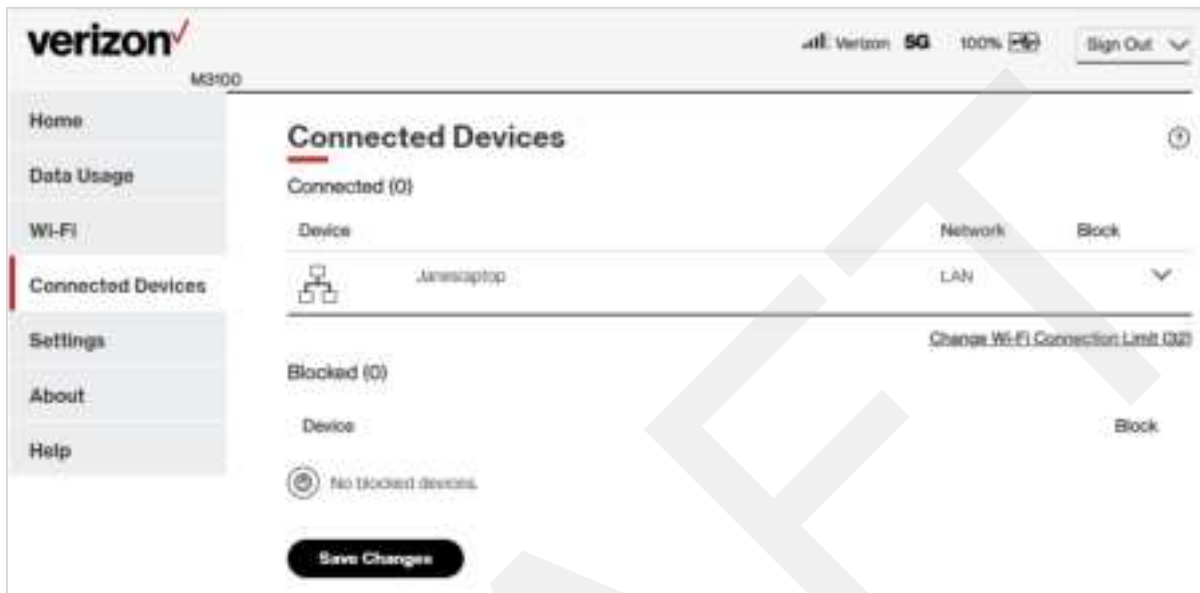 verizon
Verizon 5G 100% Sign Out
M3100
Home
Data Usage
Wi-Fi
Connected Devices
Settings
About
Help
Connected Devices
Connected (0)
Device Network Block
Janeslaptop LAN
Change Wi-Fi Connection Limit (32)
Blocked (0)
Device Block
No blocked devices.
Save Changes